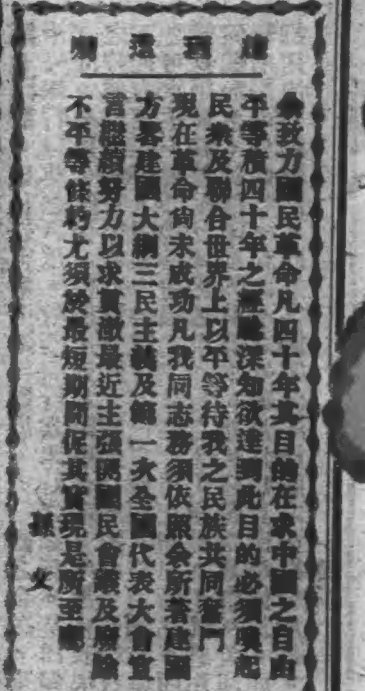 總理遺囑
余致力國民革命凡四十年其目的在求中國之自由
平等積四十年之經驗深知欲達到此目的必須喚起
民衆及聯合世界上以平等待我之民族共同奮鬥
現在革命尙未成功凡我同志務須依照余所著建國
方畧建國大綱三民主義及第一次全國代表大會宣
言繼續努力以求貫澈最近主張開國民會議及廢除
不平等條約尤須於最短期間促其實現是所至囑
孫文